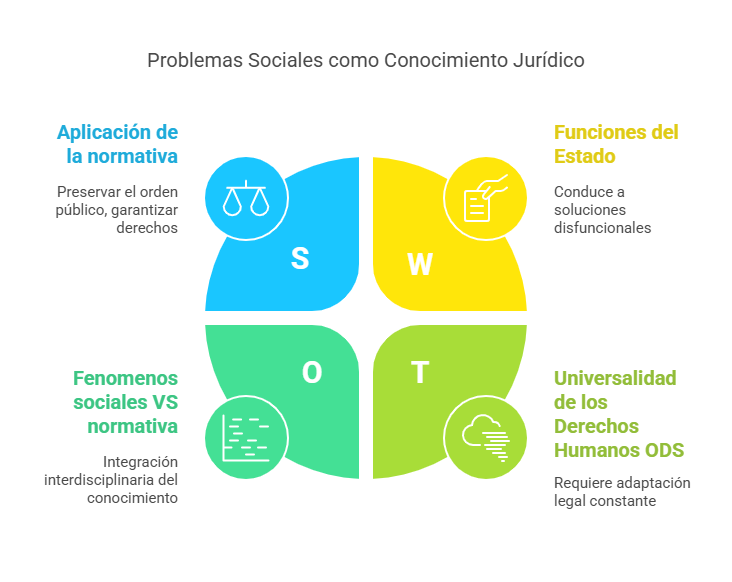 Problemas Sociales como Conocimiento Jurídico
Aplicación de
la normativa
Preservar el orden
público, garantizar
derechos
Funciones del
Estado
Conduce a
soluciones
disfuncionales
S
W
O
T
Fenomenos
sociales VS
normativa
Integración
interdisciplinaria del
conocimiento
Universalidad
de los
Derechos
Humanos ODS
Requiere adaptación
legal constante